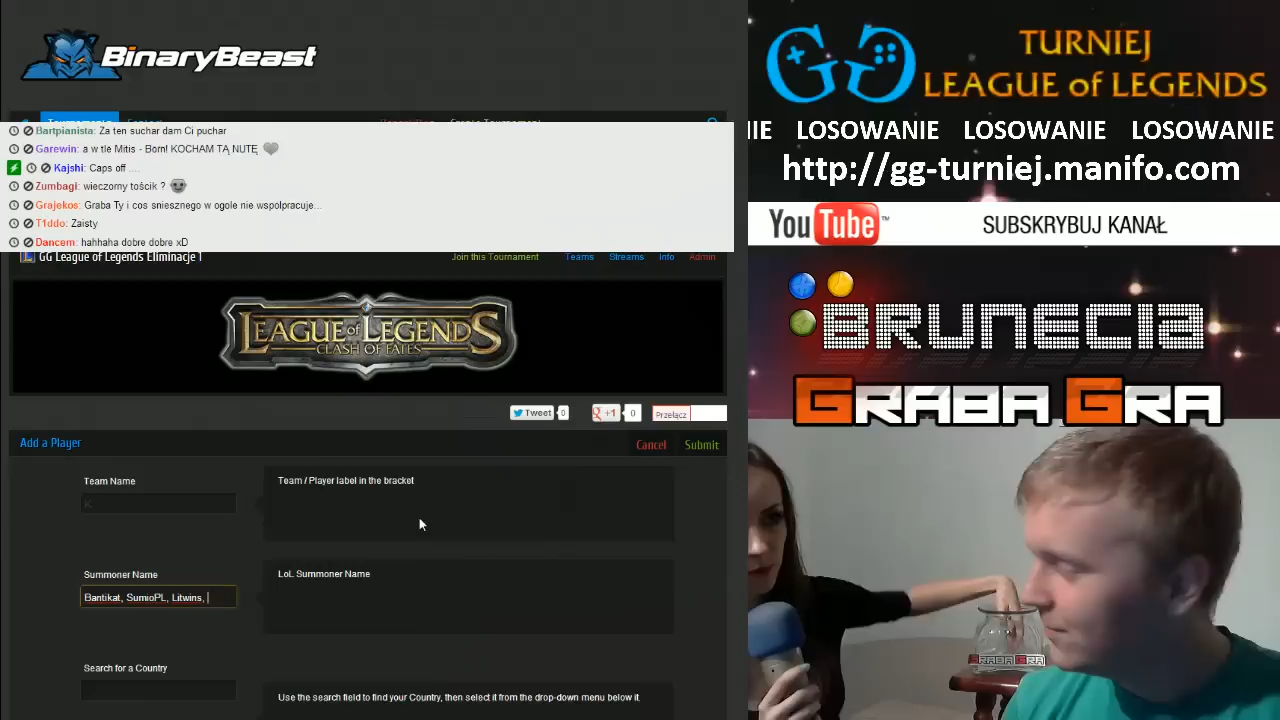 BinaryBeast
Bartpianista: Za ten suchar dam Ci puchar
Garewin: a w tle Mitis - Born! KOCHAM TĄ NUTĘ
Kajshi: Caps off ....
Zumbagi: wieczorny tościk ?
Grajekos: Graba Ty i cos sniesznego w ogole nie wspolpracuje...
T1ddo: Zaisty
Dancem: hahhaha dobre dobre xD
GG League of Legends Eliminacje 1
Join this Tournament Teams Streams Info Admin
LEAGUE of LEGENDS
CLASH OF FATES
Tweet 0 +1 0 Przełącz
Add a Player Cancel Submit
Team Name
K
Team / Player label in the bracket
Summoner Name
Bantikat, SumioPL, Litwins,
LoL Summoner Name
Search for a Country
Use the search field to find your Country, then select it from the drop-down menu below it.
GG
TURNIEJ
LEAGUE of LEGENDS
IE LOSOWANIE LOSOWANIE LOSOWANIE
http://gg-turniej.manifo.com
YouTube™ SUBSKRYBUJ KANAŁ
BRUNECIA
GRABA GRA
GRABA GRA